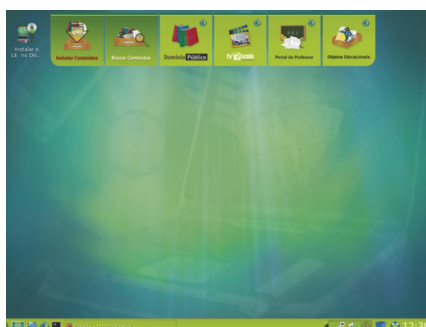 Instalar o
LE- no Dis...
Instalar Conteúdos
Buscar Conteúdos
Domínio Público
TV escola
Portal do Professor
Objetos Educacionais